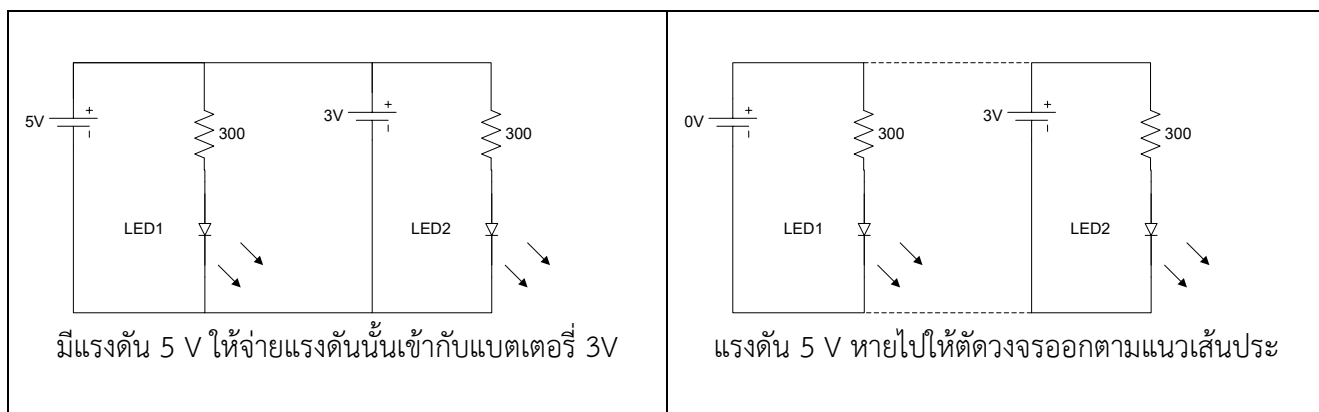 5V
+
300
LED1
3V
+
300
LED2
มีแรงดัน 5 V ให้จ่ายแรงดันนั้นเข้ากับแบตเตอรี่ 3V
0V
+
300
LED1
3V
+
300
LED2
แรงดัน 5 V หายไปให้ตัดวงจรออกตามแนวเส้นประ